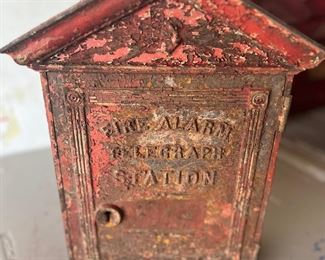 FIRE ALARM
TELEGRAPH
STATION